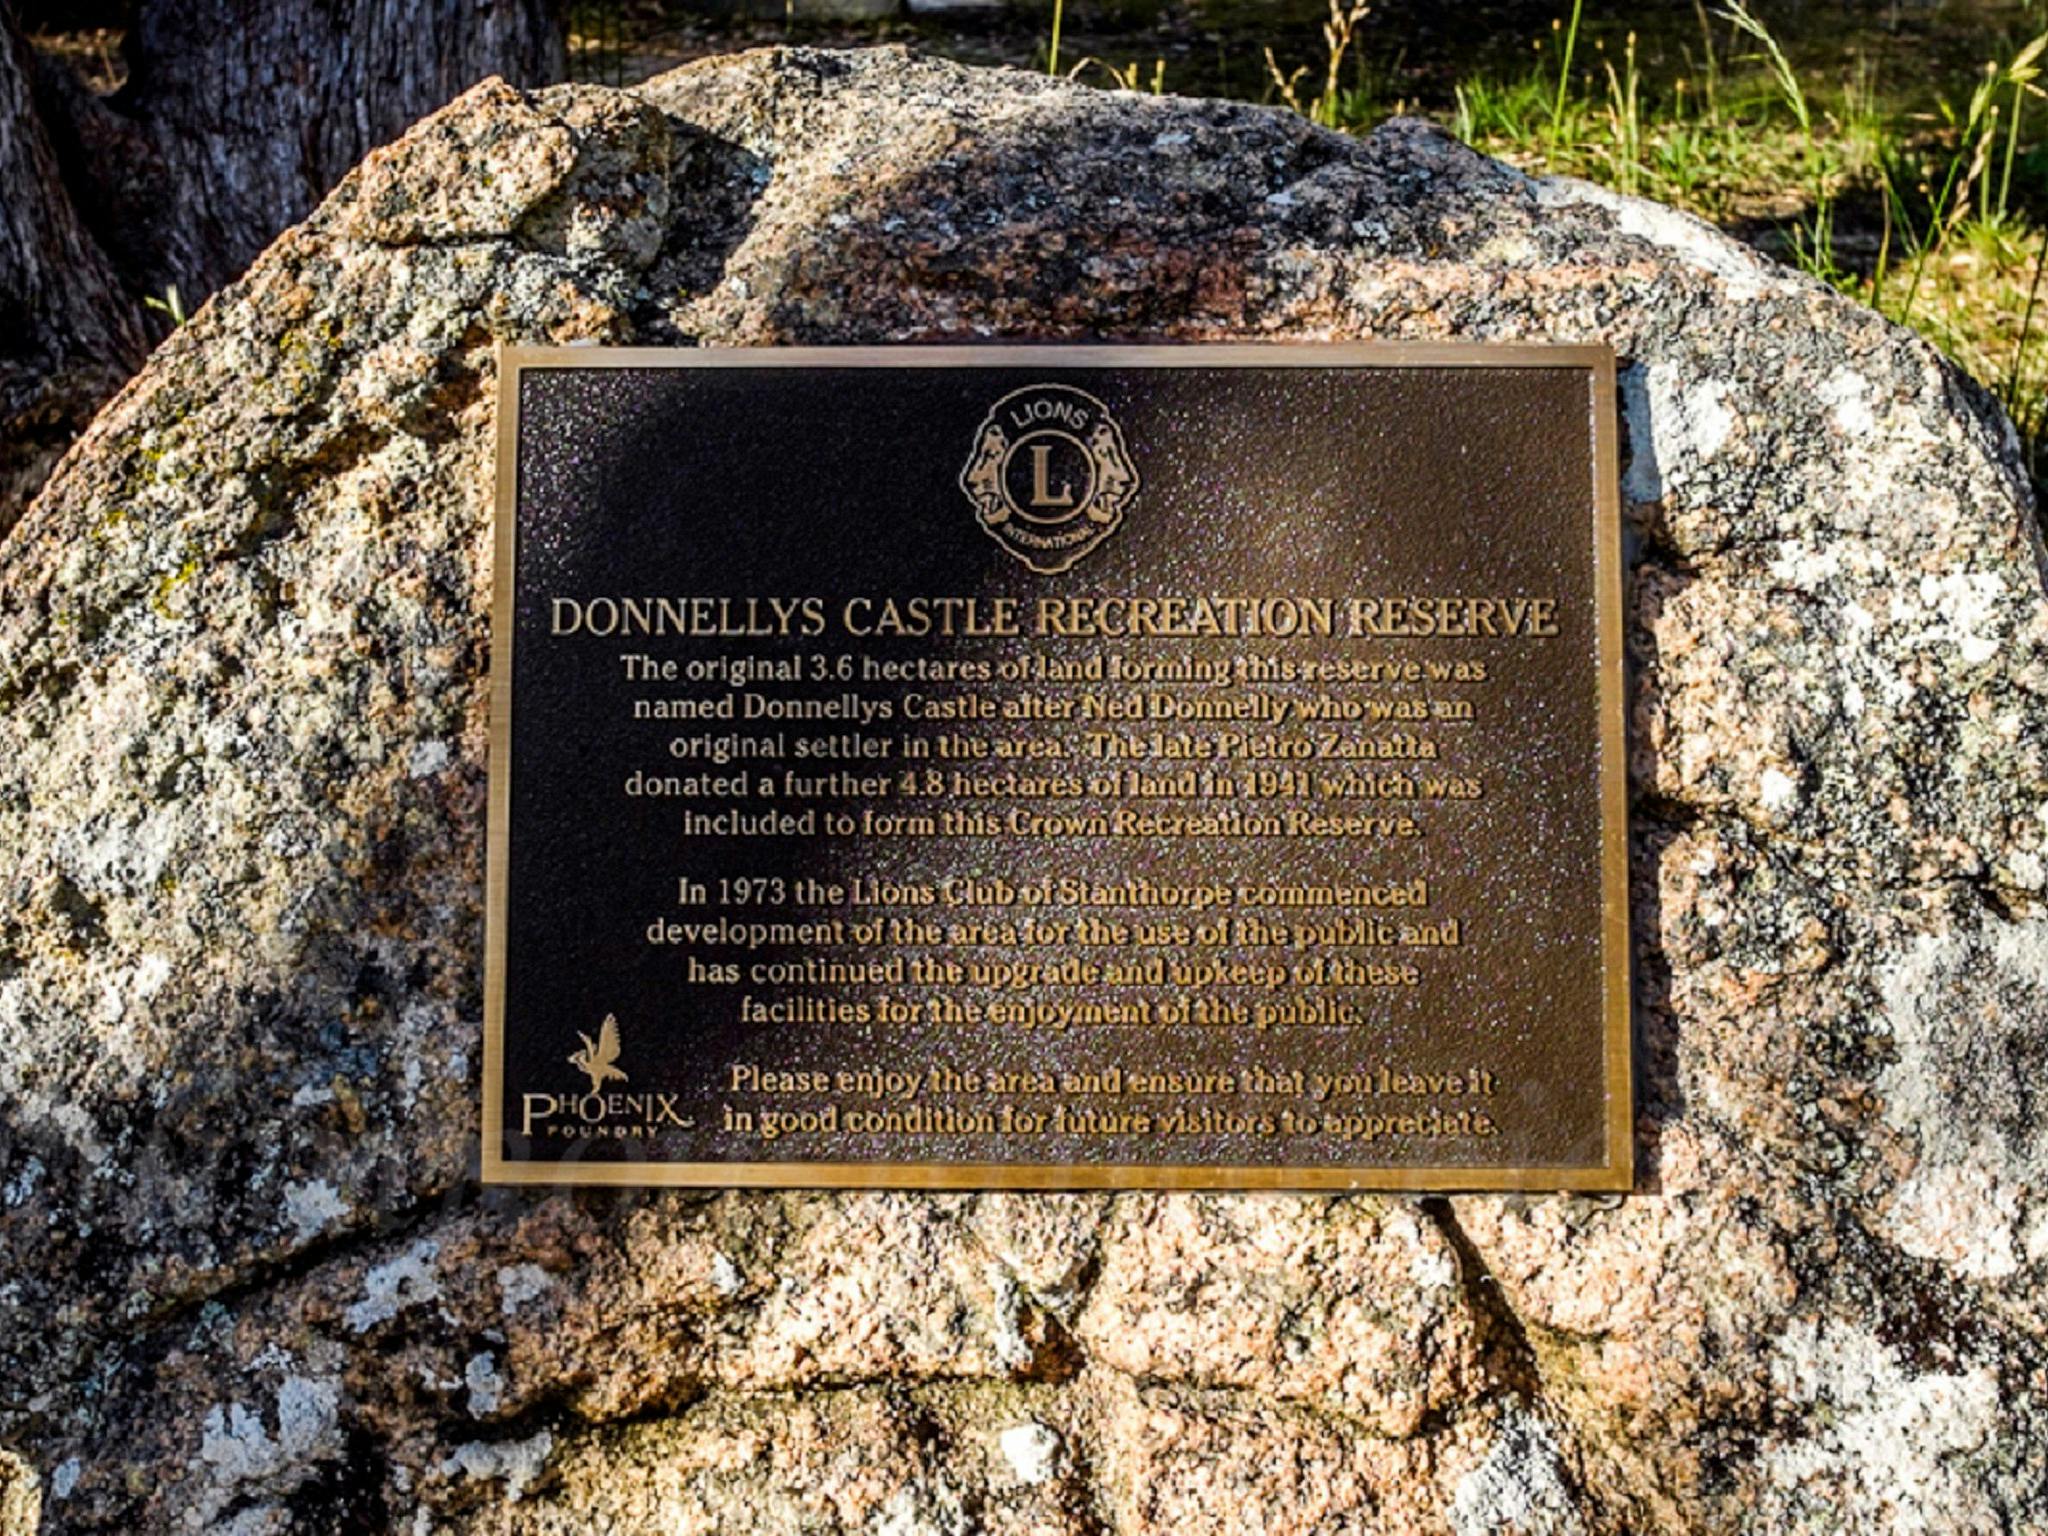 LIONS
L
INTERNATIONAL
DONNELLYS CASTLE RECREATION RESERVE
The original 3.6 hectares of land forming this reserve was
named Donnellys Castle after Ned Donnelly who was an
original settler in the area. The late Pietro Zanatta
donated a further 4.8 hectares of land in 1941 which was
included to form this Crown Recreation Reserve.
In 1973 the Lions Club of Stanthorpe commenced
development of the area for the use of the public and
has continued the upgrade and upkeep of these
facilities for the enjoyment of the public.
Please enjoy the area and ensure that you leave it
in good condition for future visitors to appreciate.
PHOENIX
FOUNDRY